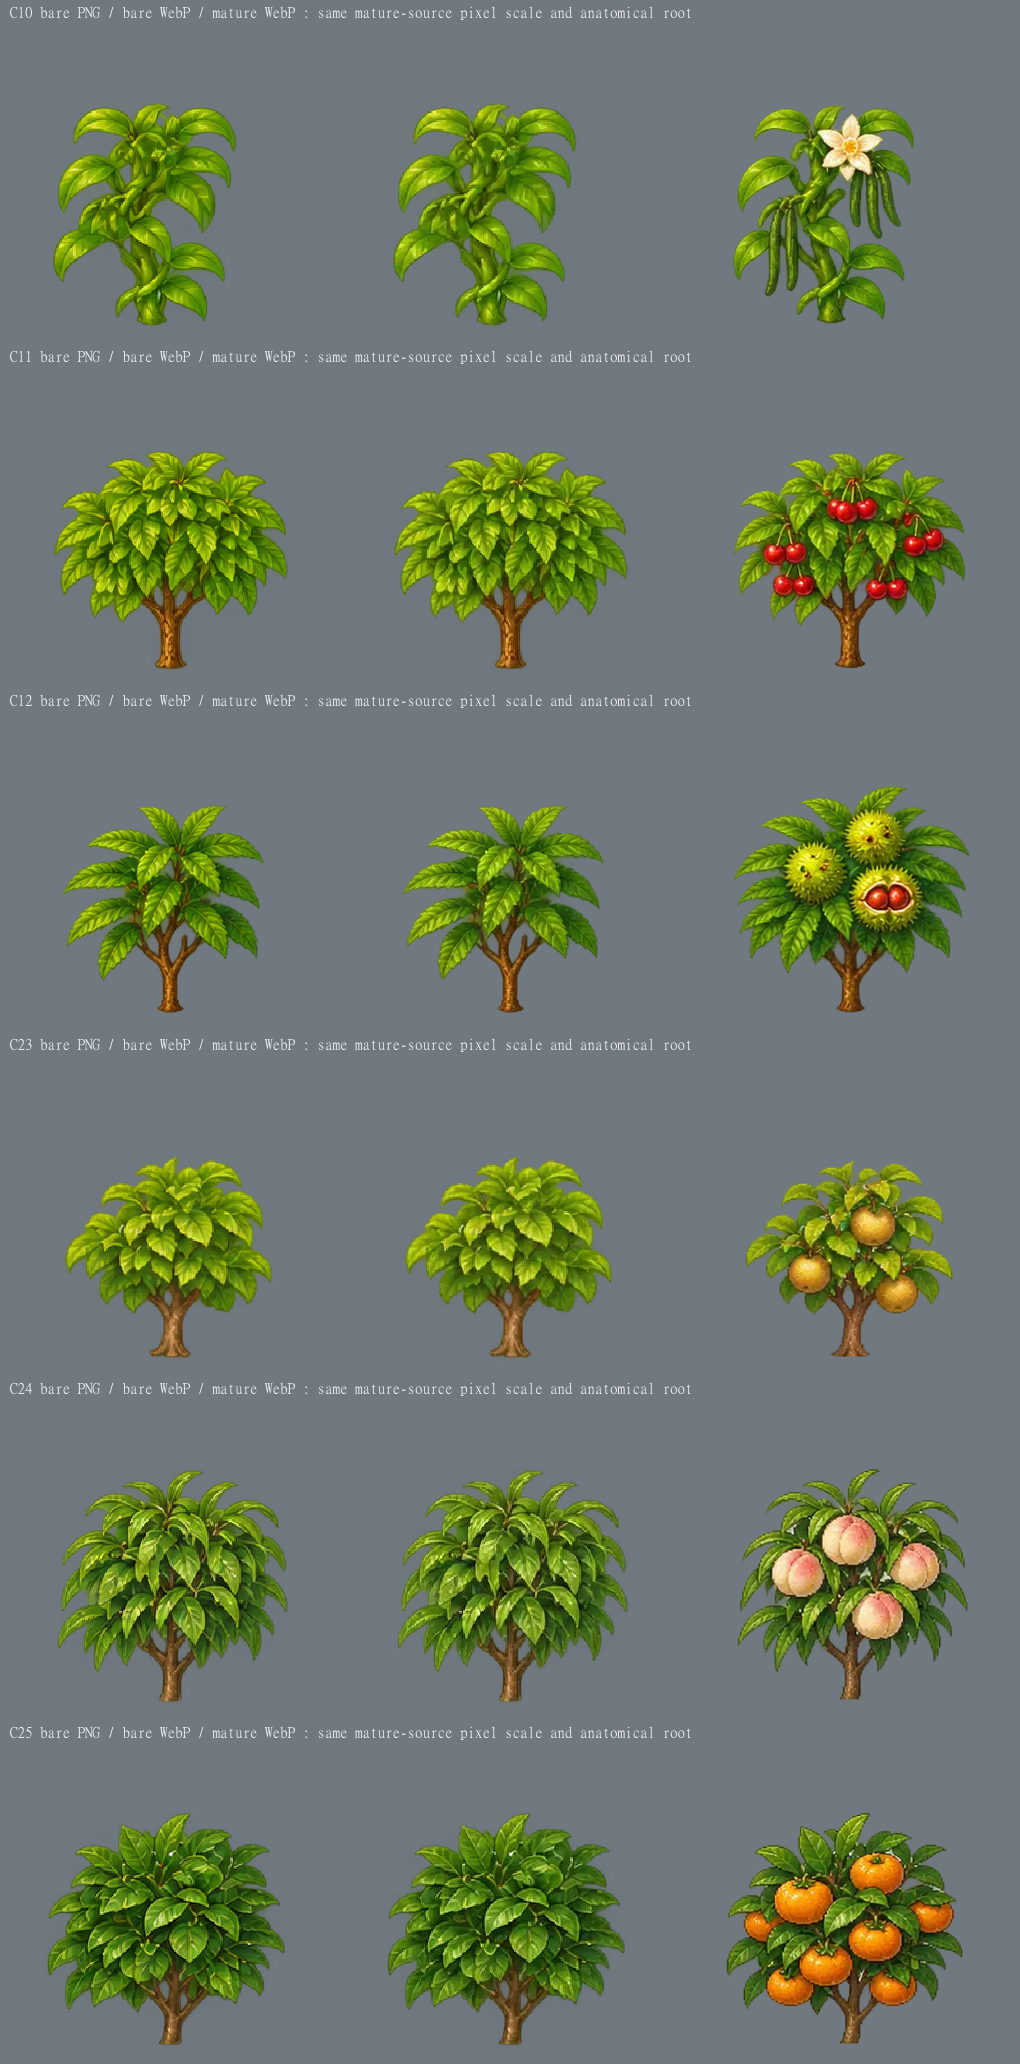 C10 bare PNG / bare WebP / mature WebP : same mature-source pixel scale and anatomical root
C11 bare PNG / bare WebP / mature WebP : same mature-source pixel scale and anatomical root
C12 bare PNG / bare WebP / mature WebP : same mature-source pixel scale and anatomical root
C23 bare PNG / bare WebP / mature WebP : same mature-source pixel scale and anatomical root
C24 bare PNG / bare WebP / mature WebP : same mature-source pixel scale and anatomical root
C25 bare PNG / bare WebP / mature WebP : same mature-source pixel scale and anatomical root